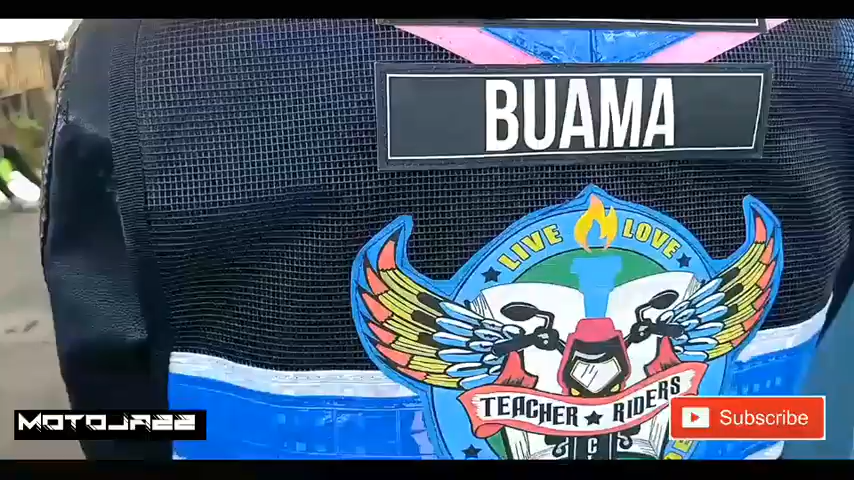 BUAMA
LIVE LOVE
TEACHER ★ RIDERS
MOTOJAZZ
Subscribe